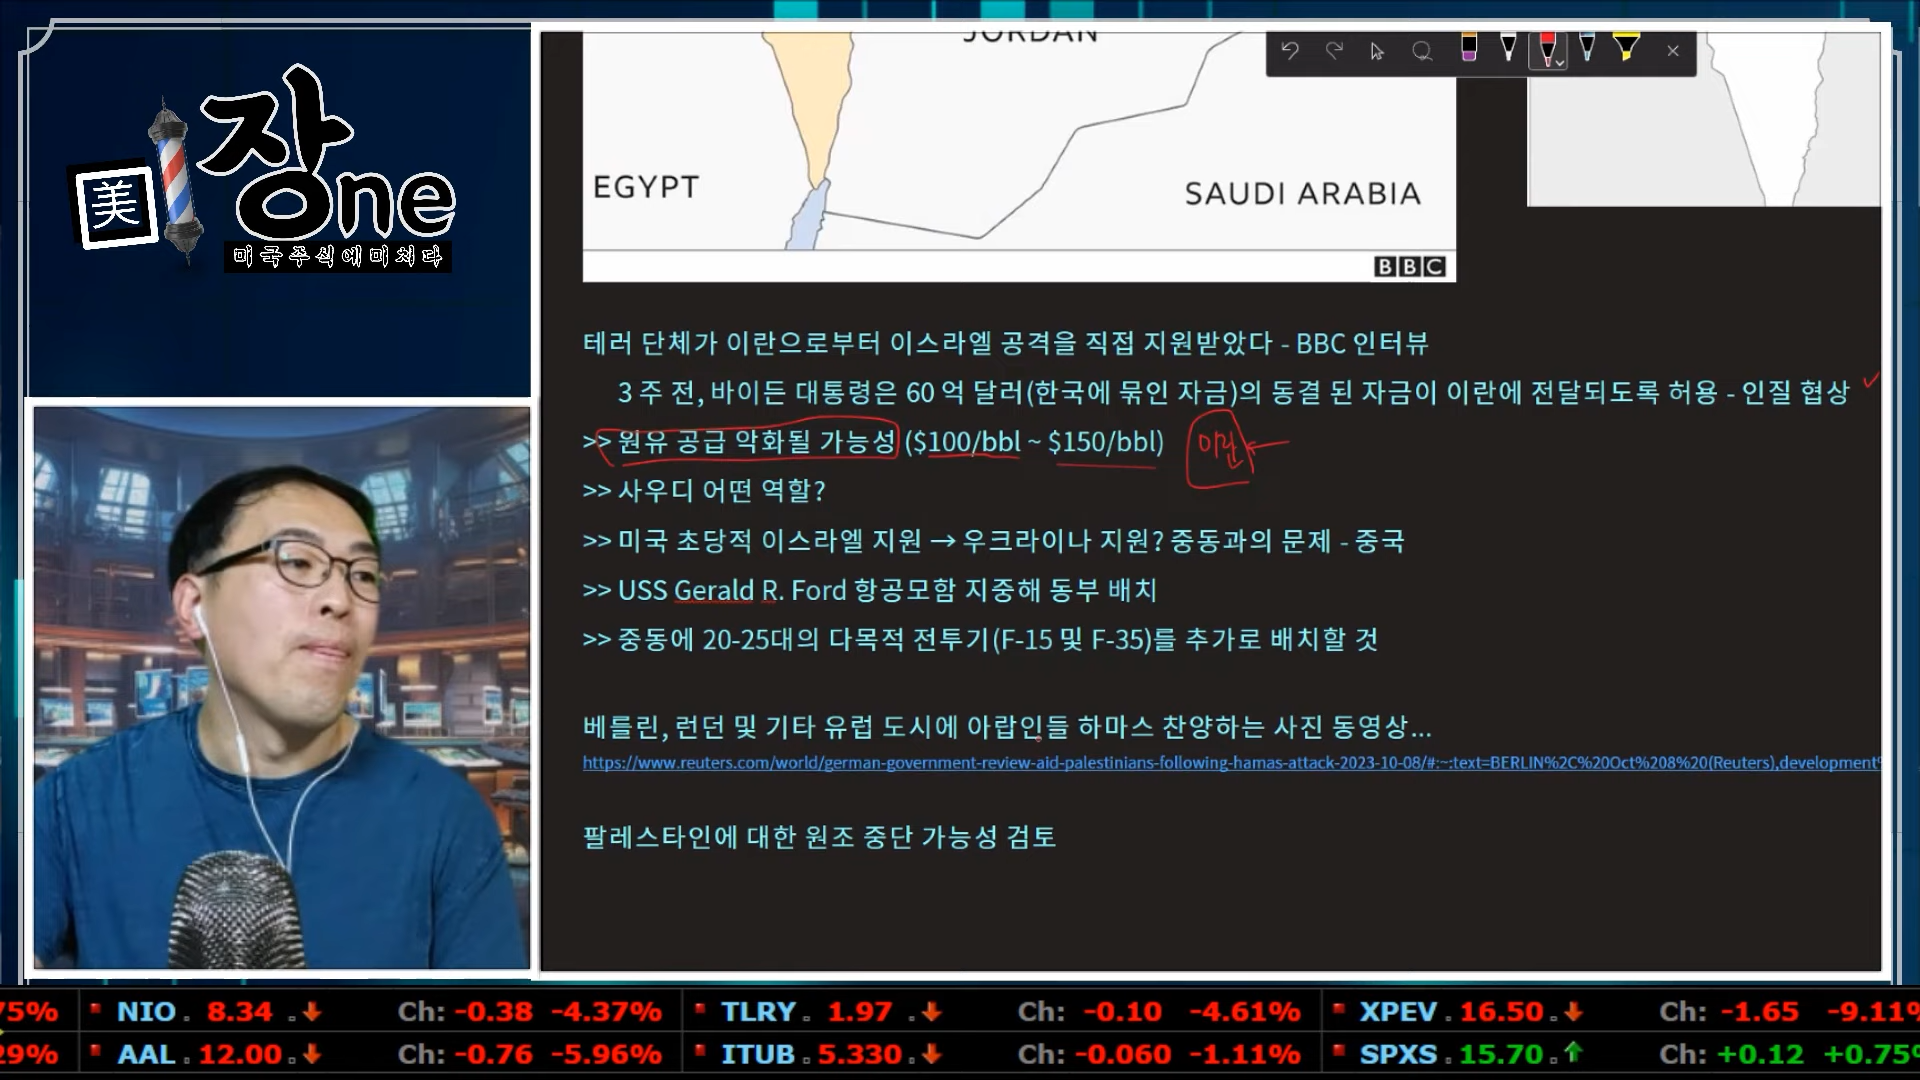 美
장one
미국주식에미치다
JORDAN
EGYPT
SAUDI ARABIA
BBC
테러 단체가 이란으로부터 이스라엘 공격을 직접 지원받았다 - BBC 인터뷰
3 주 전, 바이든 대통령은 60 억 달러(한국에 묶인 자금)의 동결 된 자금이 이란에 전달되도록 허용 - 인질 협상
>> 원유 공급 악화될 가능성 ($100/bbl ~ $150/bbl) 이란
>> 사우디 어떤 역할?
>> 미국 초당적 이스라엘 지원 → 우크라이나 지원? 중동과의 문제 - 중국
>> USS Gerald R. Ford 항공모함 지중해 동부 배치
>> 중동에 20-25대의 다목적 전투기(F-15 및 F-35)를 추가로 배치할 것
베를린, 런던 및 기타 유럽 도시에 아랍인들 하마스 찬양하는 사진 동영상...
https://www.reuters.com/world/german-government-review-aid-palestinians-following-hamas-attack-2023-10-08/#:~:text=BERLIN%2C%20Oct%208%20(Reuters),development%
팔레스타인에 대한 원조 중단 가능성 검토
75% NIO 8.34 Ch: -0.38 -4.37% TLRY 1.97 Ch: -0.10 -4.61% XPEV 16.50 Ch: -1.65 -9.11%
29% AAL 12.00 Ch: -0.76 -5.96% ITUB 5.330 Ch: -0.060 -1.11% SPXS 15.70 Ch: +0.12 +0.75%